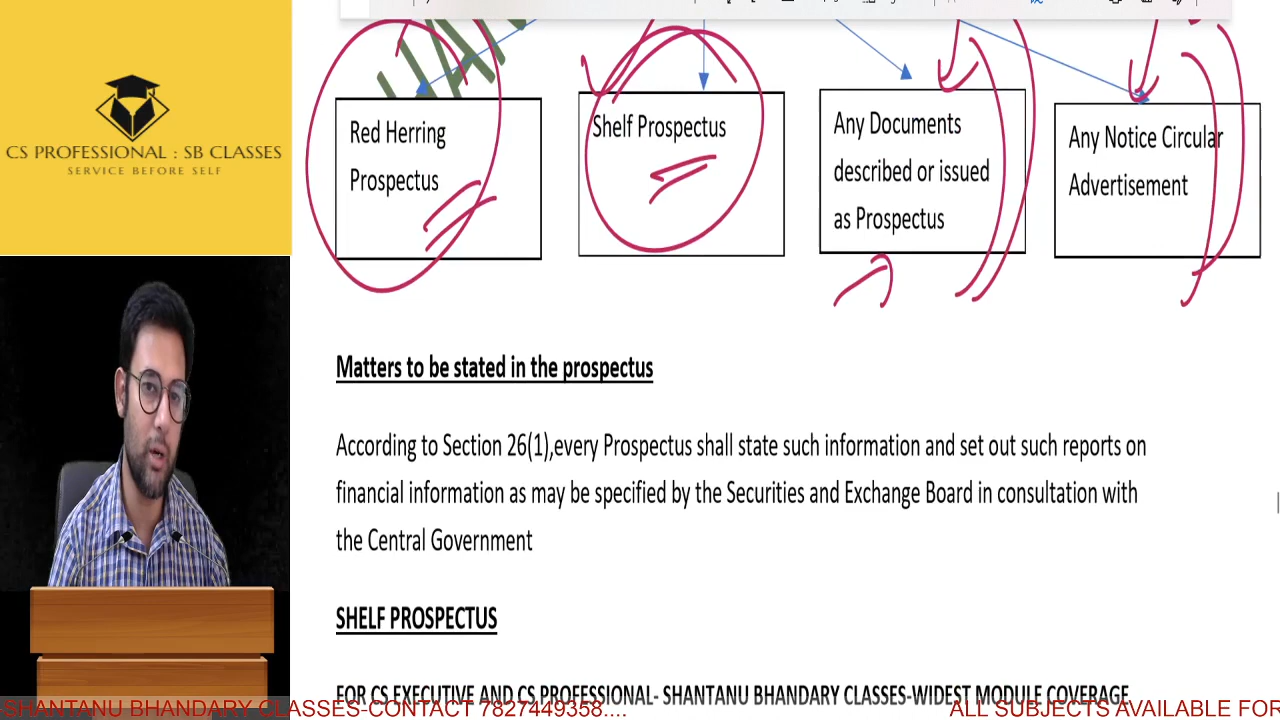 CS PROFESSIONAL : SB CLASSES
SERVICE BEFORE SELF
Red Herring
Prospectus
Shelf Prospectus
Any Documents
described or issued
as Prospectus
Any Notice Circular
Advertisement
Matters to be stated in the prospectus
According to Section 26(1),every Prospectus shall state such information and set out such reports on
financial information as may be specified by the Securities and Exchange Board in consultation with
the Central Government
SHELF PROSPECTUS
FOR CS EXECUTIVE AND CS PROFESSIONAL- SHANTANU BHANDARY CLASSES-WIDEST MODULE COVERAGE
-SHANTANU BHANDARY CLASSES-CONTACT 7827449358.... ALL SUBJECTS AVAILABLE FOR